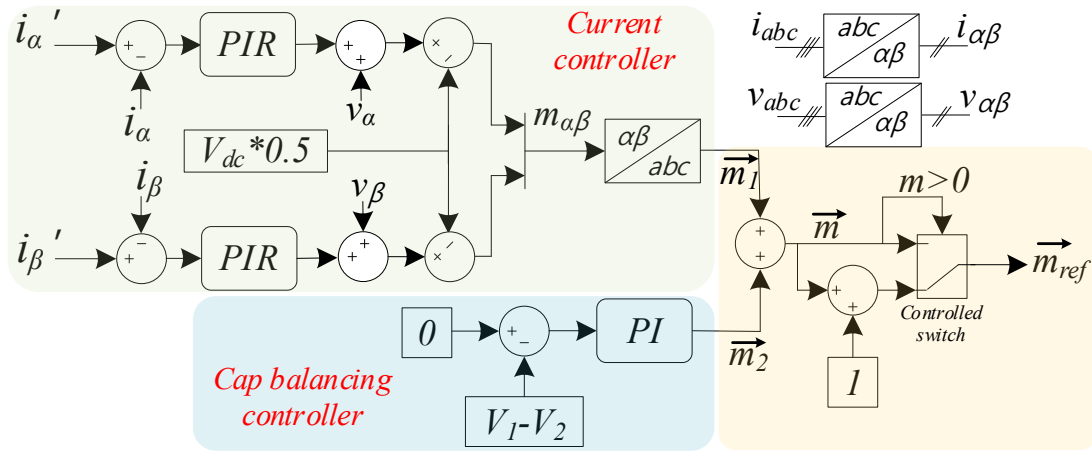 iα′
+
−
PIR
+
+
×
÷
Current
controller
iabc
abc
αβ
iαβ
iα
vα
vabc
abc
αβ
vαβ
Vdc*0.5
mαβ
αβ
abc
iβ
vβ
m1
m>0
iβ′
−
+
PIR
+
+
÷
×
+
+
m
mref
+
+
Controlled
switch
0
+
−
PI
m2
1
Cap balancing
controller
V1-V2